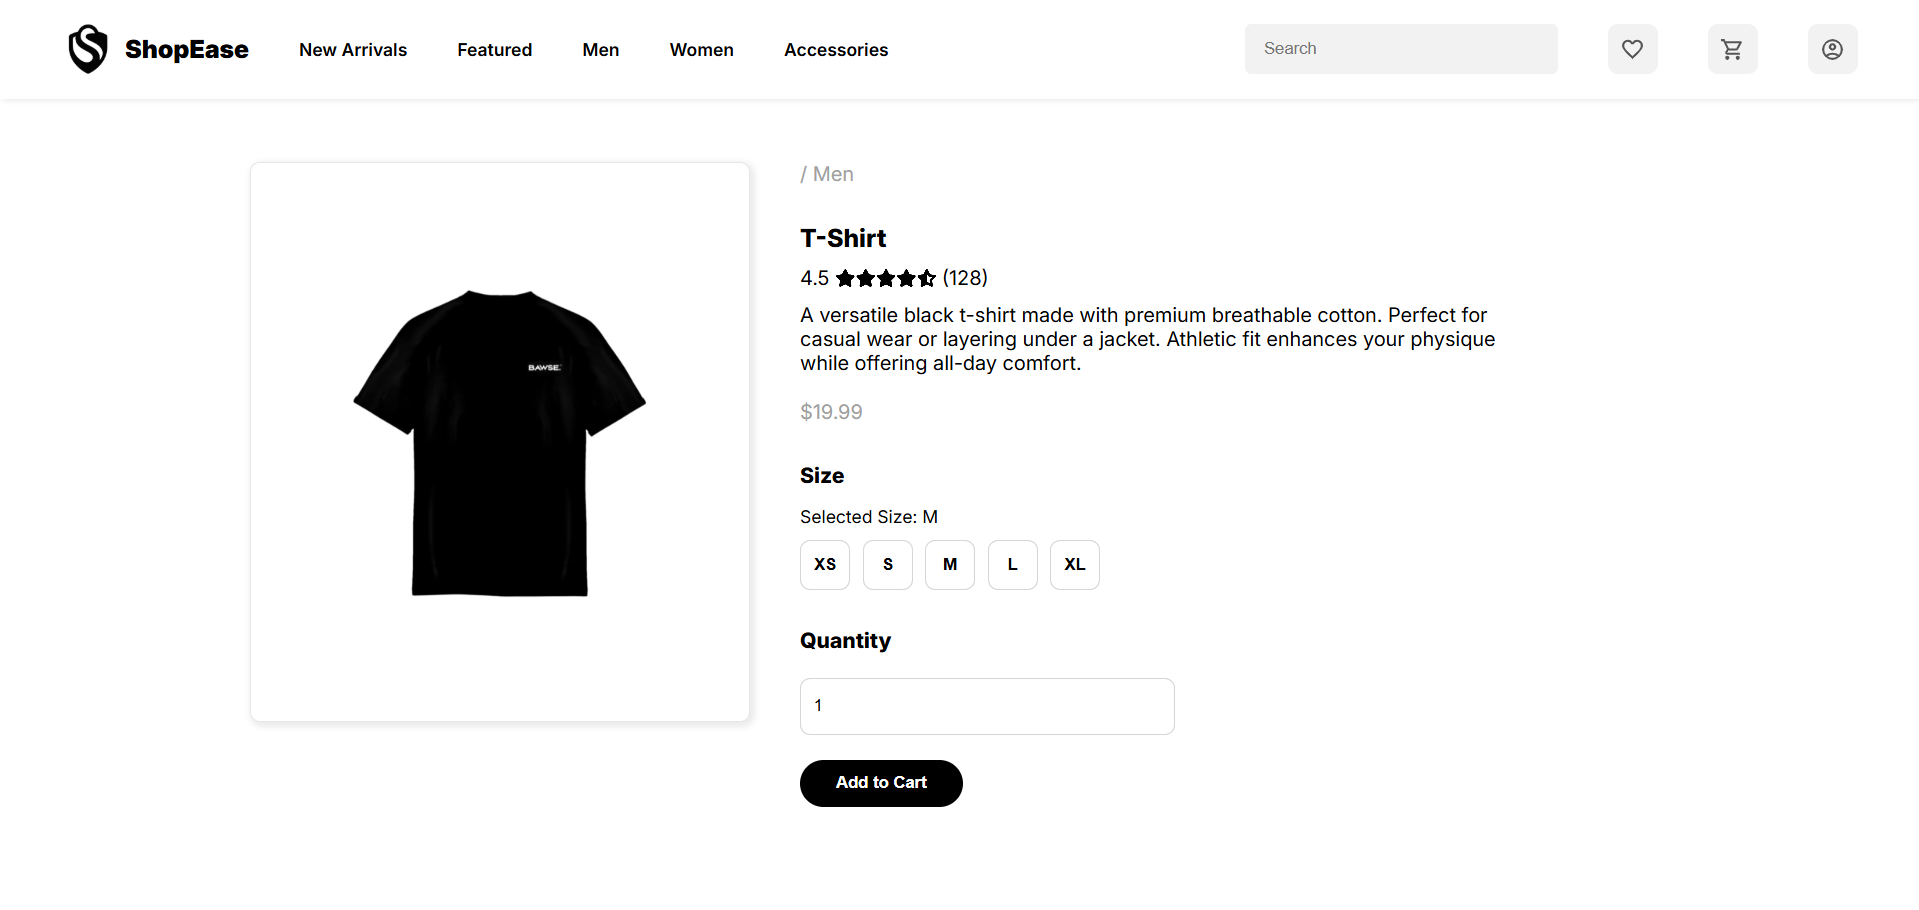 ShopEase
New Arrivals
Featured
Men
Women
Accessories
Search
/ Men
T-Shirt
4.5 (128)
A versatile black t-shirt made with premium breathable cotton. Perfect for
casual wear or layering under a jacket. Athletic fit enhances your physique
while offering all-day comfort.
$19.99
Size
Selected Size: M
XS
S
M
L
XL
Quantity
1
Add to Cart
BAWSE.